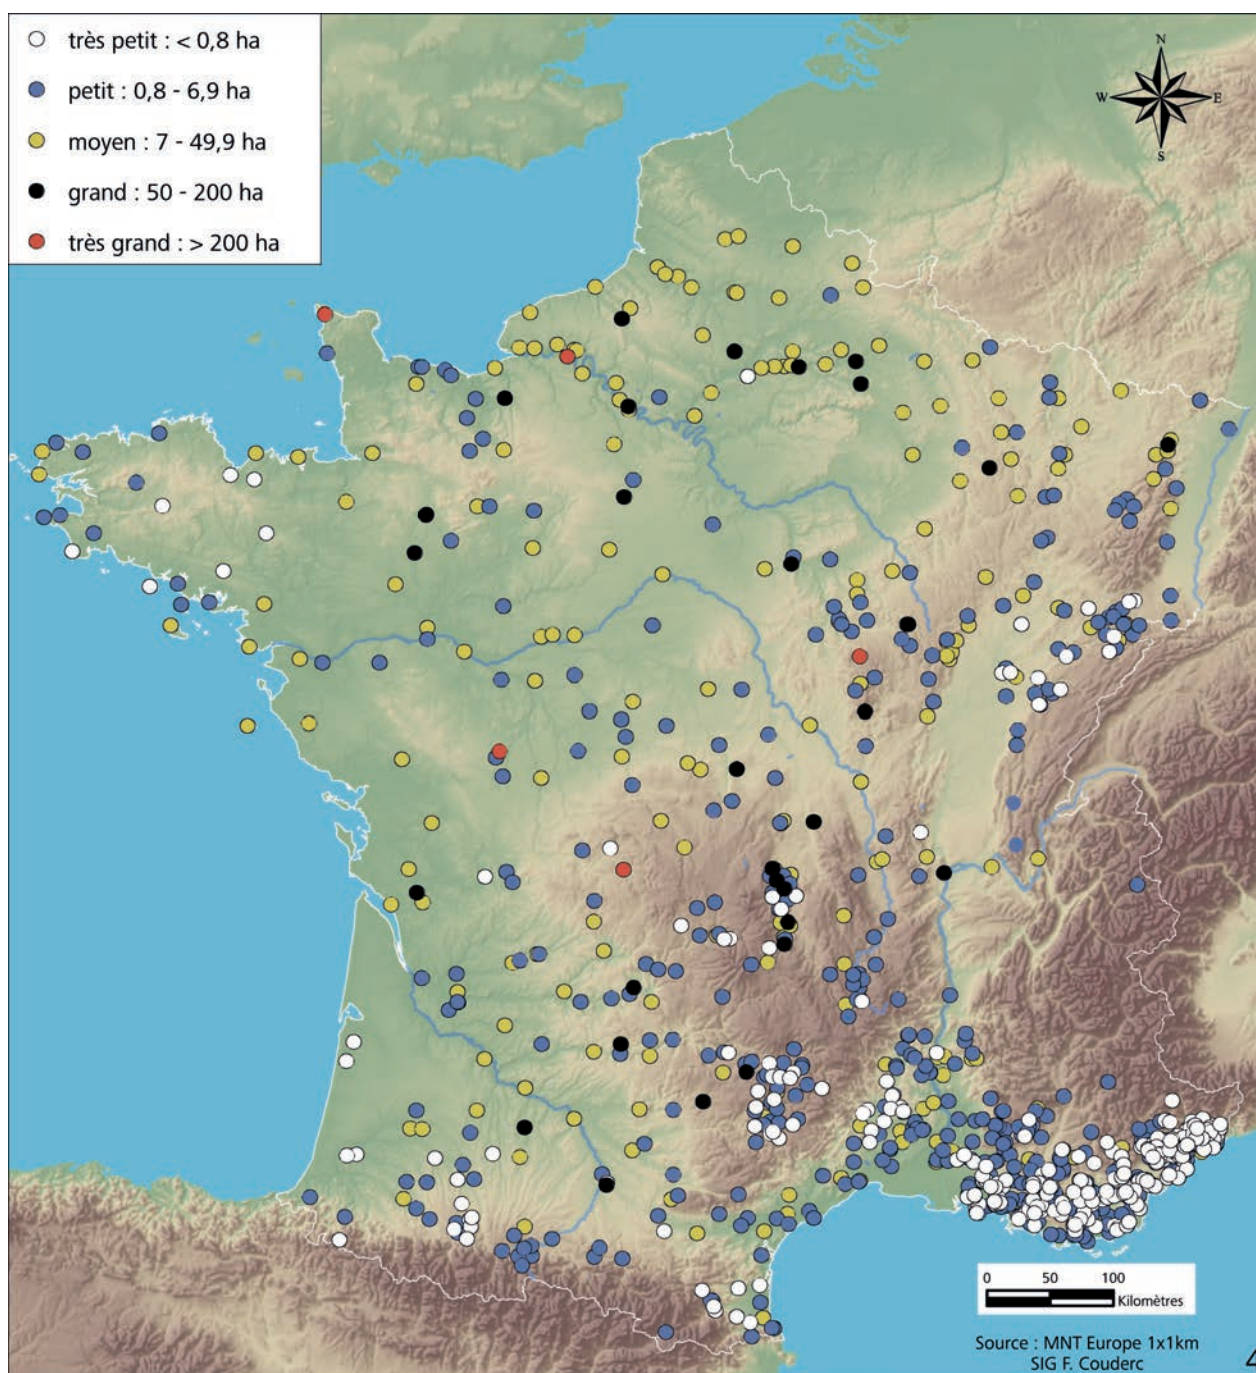 très petit : < 0,8 ha
petit : 0,8 - 6,9 ha
moyen : 7 - 49,9 ha
grand : 50 - 200 ha
très grand : > 200 ha
N
W E
S
0 50 100
Kilomètres
Source : MNT Europe 1x1km
SIG F. Couderc
4